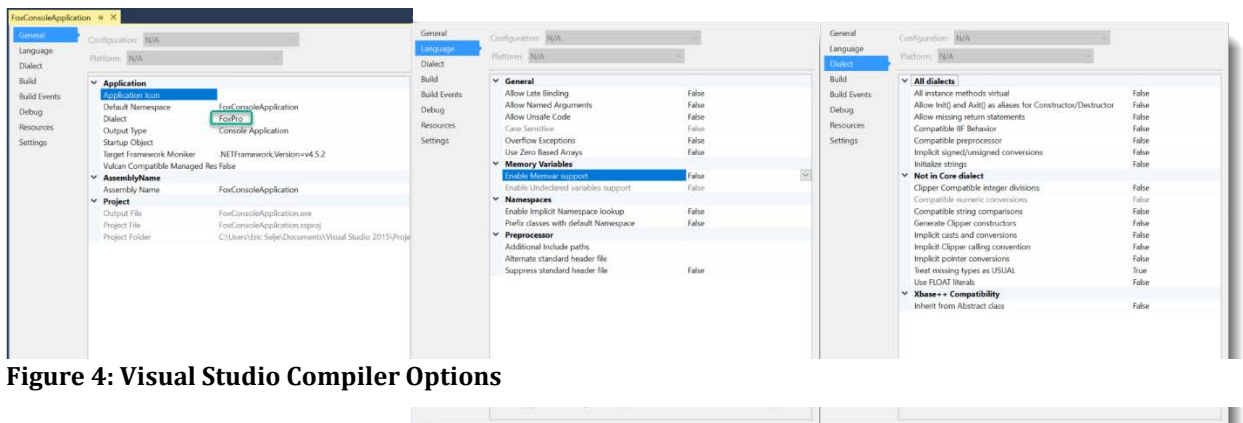 FoxConsoleApplication
General
Language
Dialect
Build
Build Events
Debug
Resources
Settings
Configuration: N/A
Platform: N/A
Application
Application Icon
Default Namespace FoxConsoleApplication
Dialect FoxPro
Output Type Console Application
Startup Object
Target Framework Moniker .NETFramework,Version=v4.5.2
Vulcan Compatible Managed Res False
AssemblyName
Assembly Name FoxConsoleApplication
Project
Output File FoxConsoleApplication.exe
Project File FoxConsoleApplication.xsproj
Project Folder C:\Users\Eric Selje\Documents\Visual Studio 2015\Proje
General
Language
Dialect
Build
Build Events
Debug
Resources
Settings
Configuration: N/A
Platform: N/A
General
Allow Late Binding False
Allow Named Arguments False
Allow Unsafe Code False
Case Sensitive False
Overflow Exceptions False
Use Zero Based Arrays False
Memory Variables
Enable Memvar support False
Enable Undeclared variables support False
Namespaces
Enable Implicit Namespace lookup False
Prefix classes with default Namespace False
Preprocessor
Additional Include paths
Alternate standard header file
Suppress standard header file False
General
Language
Dialect
Build
Build Events
Debug
Resources
Settings
Configuration: N/A
Platform: N/A
All dialects
All instance methods virtual False
Allow Init() and Axit() as aliases for Constructor/Destructor False
Allow missing return statements False
Compatible IIF Behavior False
Compatible preprocessor False
Implicit signed/unsigned conversions False
Initialize strings False
Not in Core dialect
Clipper Compatible integer divisions False
Compatible numeric conversions False
Compatible string comparisons False
Generate Clipper constructors False
Implicit casts and conversions False
Implicit Clipper calling convention False
Implicit pointer conversions False
Treat missing types as USUAL True
Use FLOAT literals False
Xbase++ Compatibility
Inherit from Abstract class False
Figure 4: Visual Studio Compiler Options